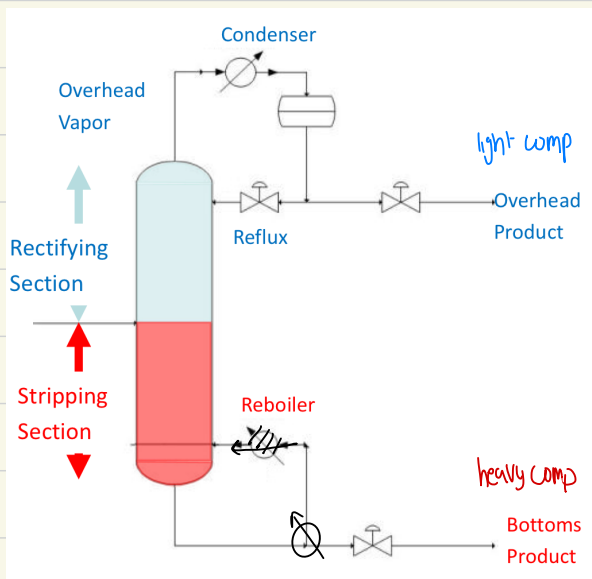 Condenser
Overhead
Vapor
light comp
Overhead
Product
Reflux
Rectifying
Section
Stripping
Section
Reboiler
heavy comp
Bottoms
Product